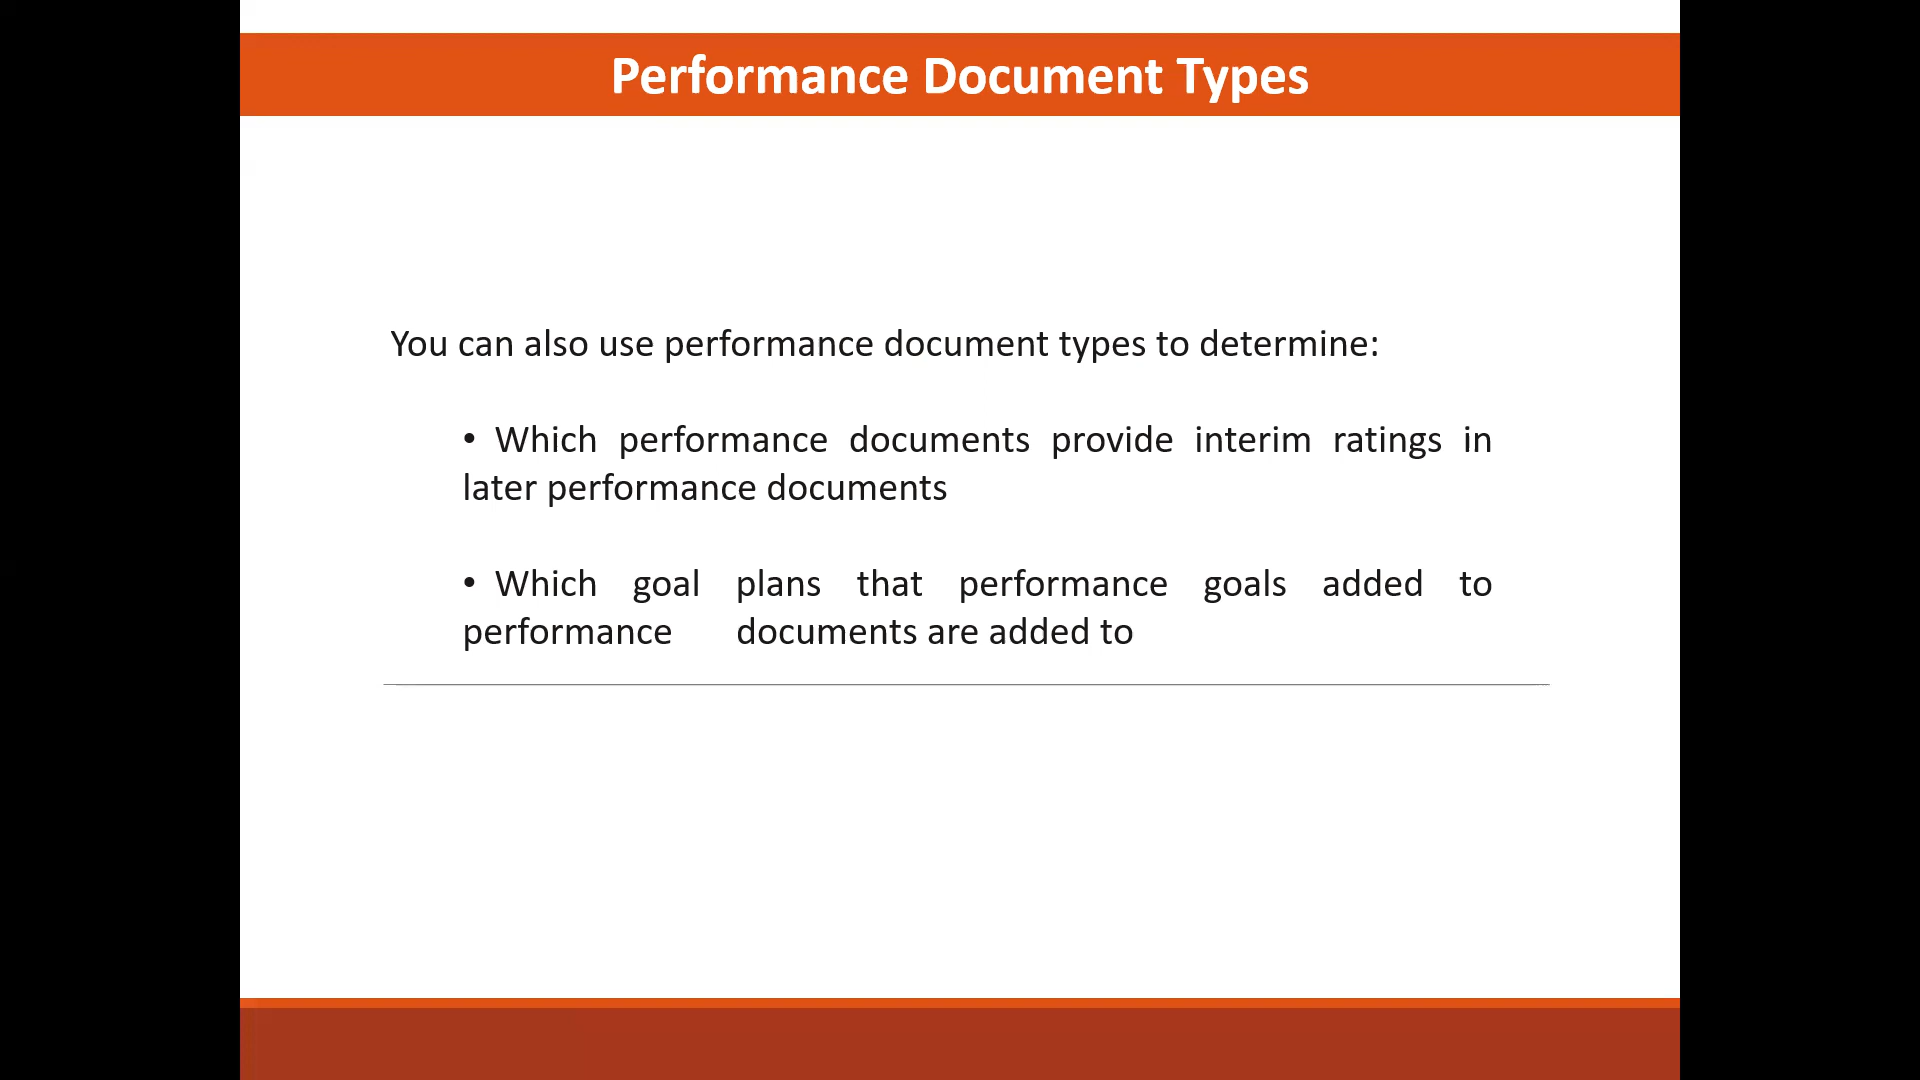 Performance Document Types
You can also use performance document types to determine:
• Which performance documents provide interim ratings in
later performance documents
• Which goal plans that performance goals added to
performance documents are added to